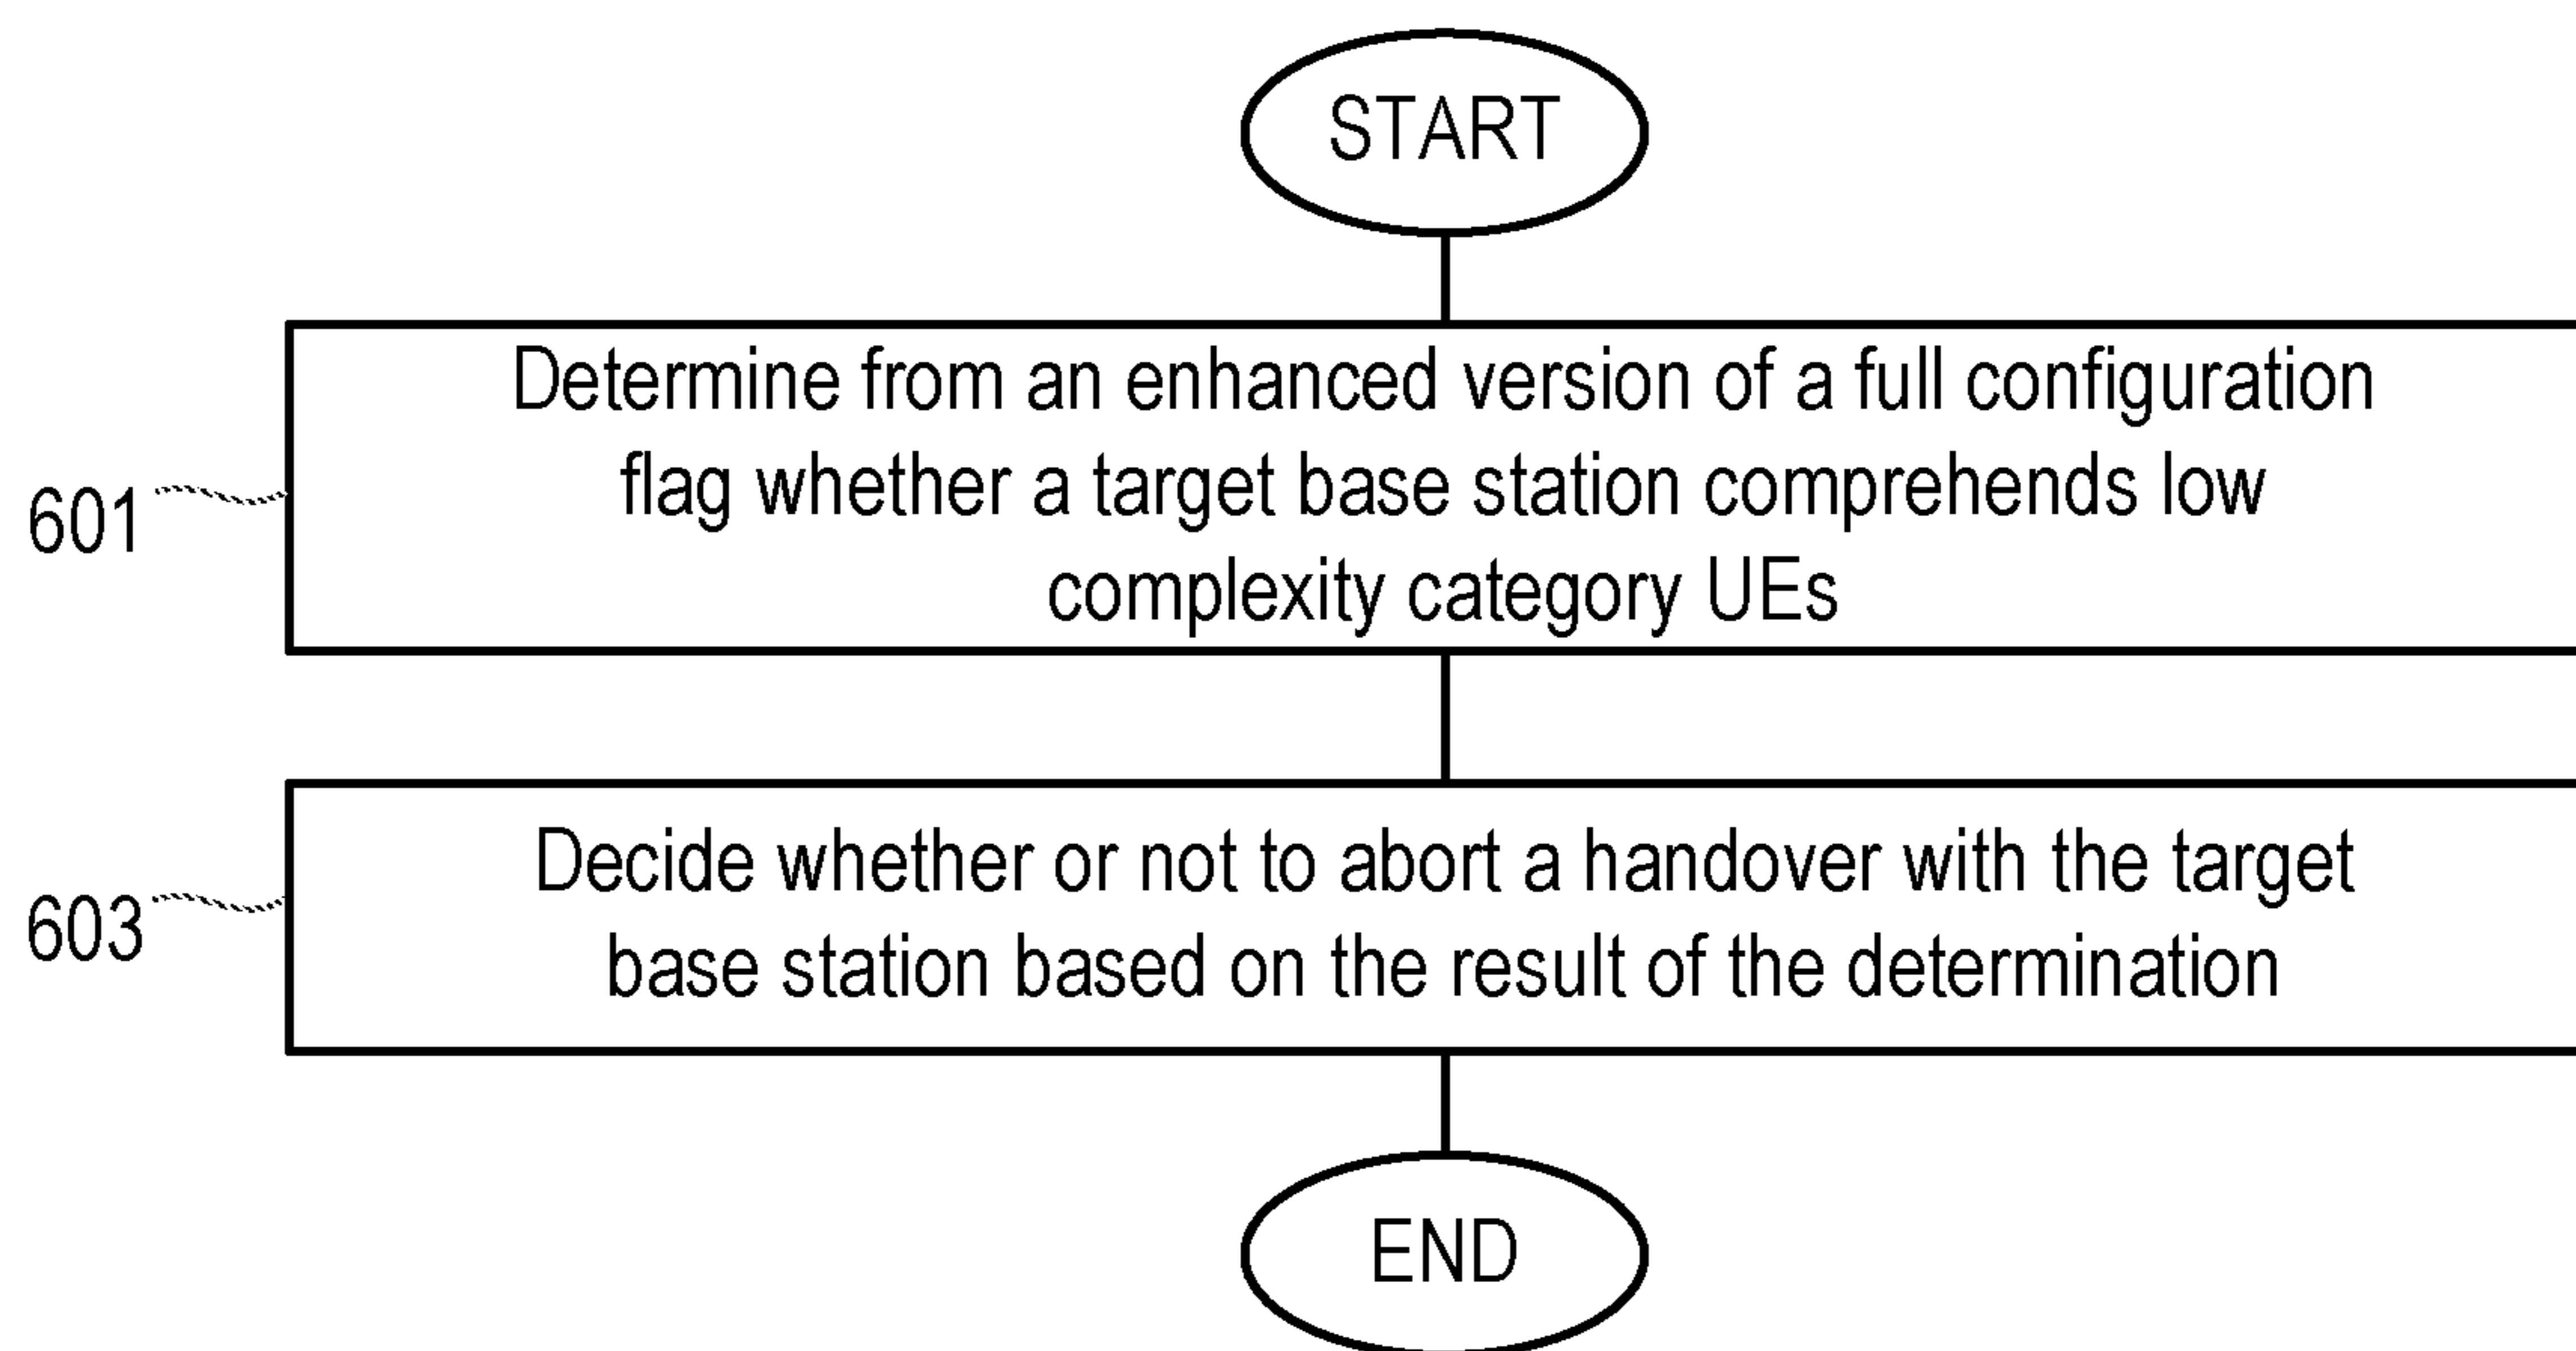 START
Determine from an enhanced version of a full configuration
flag whether a target base station comprehends low
complexity category UEs
601
Decide whether or not to abort a handover with the target
base station based on the result of the determination
603
END